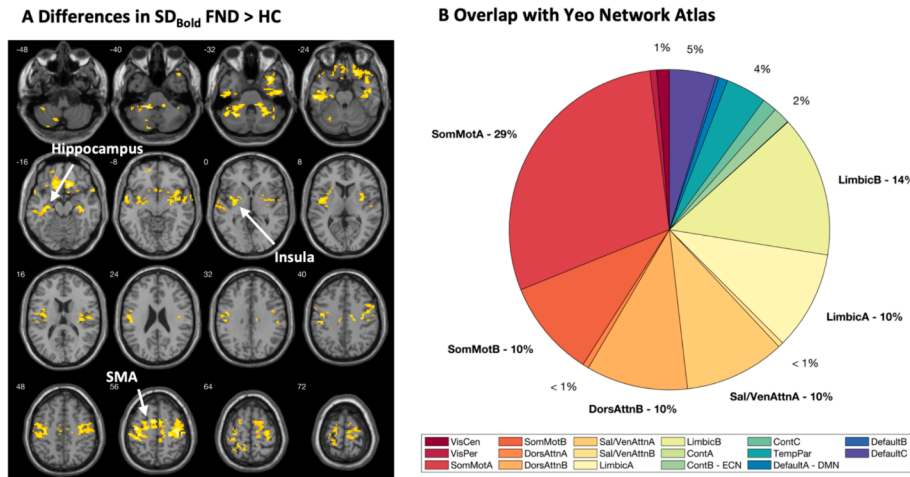 A Differences in SDBold FND > HC
-48 -40 -32 -24
Hippocampus
-16 -8 0 8
Insula
16 24 32 40
SMA
48 56 64 72
B Overlap with Yeo Network Atlas
1% 5%
4%
2%
SomMotA - 29%
LimbicB - 14%
LimbicA - 10%
SomMotB - 10%
< 1%
< 1%
Sal/VenAttnA - 10%
DorsAttnB - 10%
VisCen SomMotB Sal/VenAttnA LimbicB ContC DefaultB
VisPer DorsAttnA Sal/VenAttnB ContA TempPar DefaultC
SomMotA DorsAttnB LimbicA ContB - ECN DefaultA - DMN